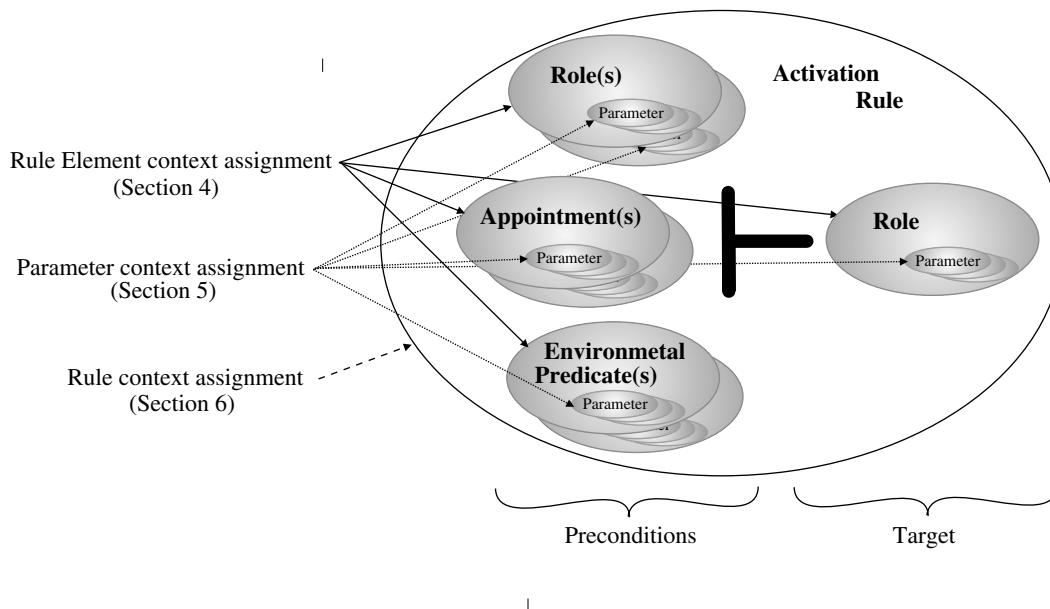 Role(s)
Parameter
Activation
Rule
Rule Element context assignment
(Section 4)
Appointment(s)
Parameter
Role
Parameter
Parameter context assignment
(Section 5)
Environmetal
Predicate(s)
Parameter
Rule context assignment
(Section 6)
Preconditions
Target